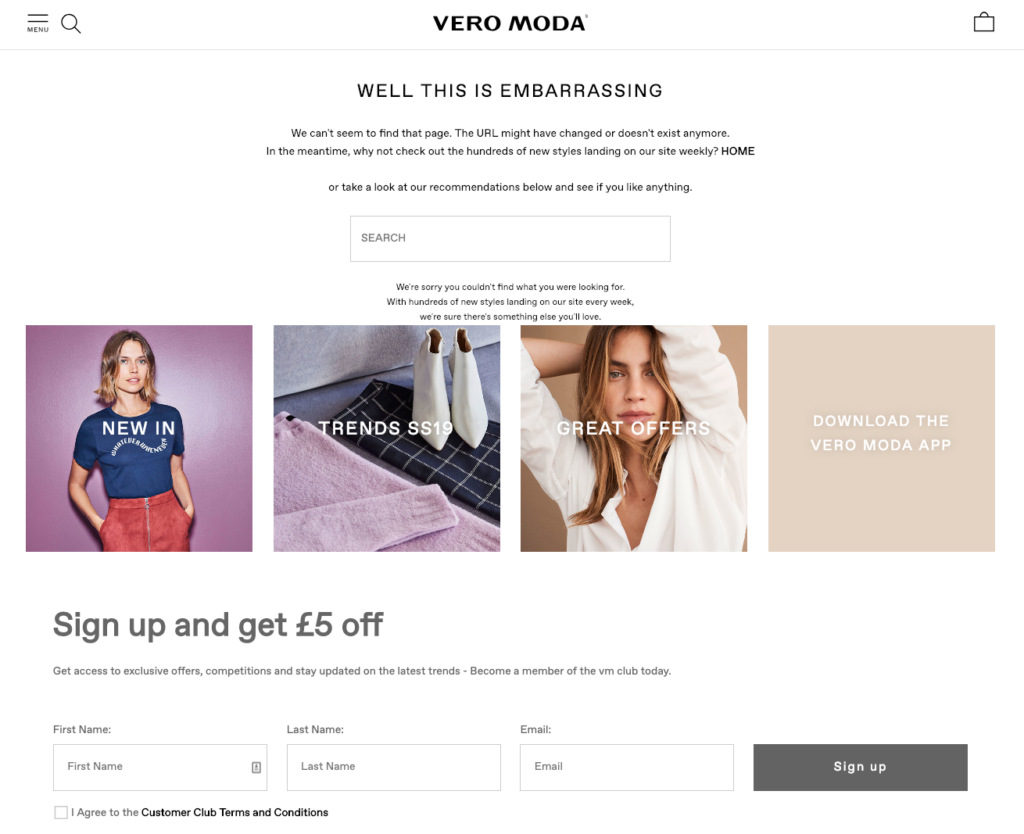 MENU
VERO MODA
WELL THIS IS EMBARRASSING
We can't seem to find that page. The URL might have changed or doesn't exist anymore.
In the meantime, why not check out the hundreds of new styles landing on our site weekly? HOME
or take a look at our recommendations below and see if you like anything.
SEARCH
We're sorry you couldn't find what you were looking for.
With hundreds of new styles landing on our site every week,
we're sure there's something else you'll love.
NEW IN
WHATEVER WHENEVER
TRENDS SS19
GREAT OFFERS
DOWNLOAD THE
VERO MODA APP
Sign up and get £5 off
Get access to exclusive offers, competitions and stay updated on the latest trends - Become a member of the vm club today.
First Name:
Last Name:
Email:
First Name
Last Name
Email
Sign up
I Agree to the Customer Club Terms and Conditions